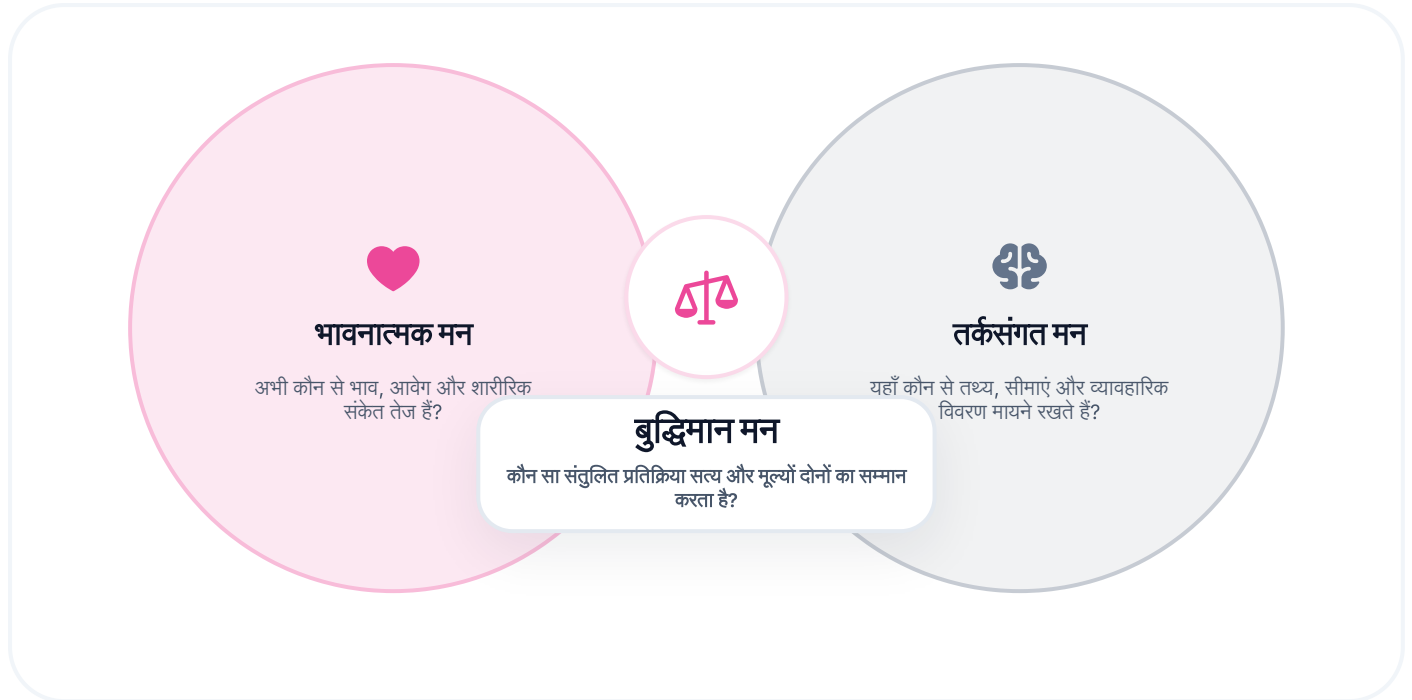 भावनात्मक मन
अभी कौन से भाव, आवेग और शारीरिक
संकेत तेज हैं?
तर्कसंगत मन
यहाँ कौन से तथ्य, सीमाएं और व्यावहारिक
विवरण मायने रखते हैं?
बुद्धिमान मन
कौन सा संतुलित प्रतिक्रिया सत्य और मूल्यों दोनों का सम्मान
करता है?